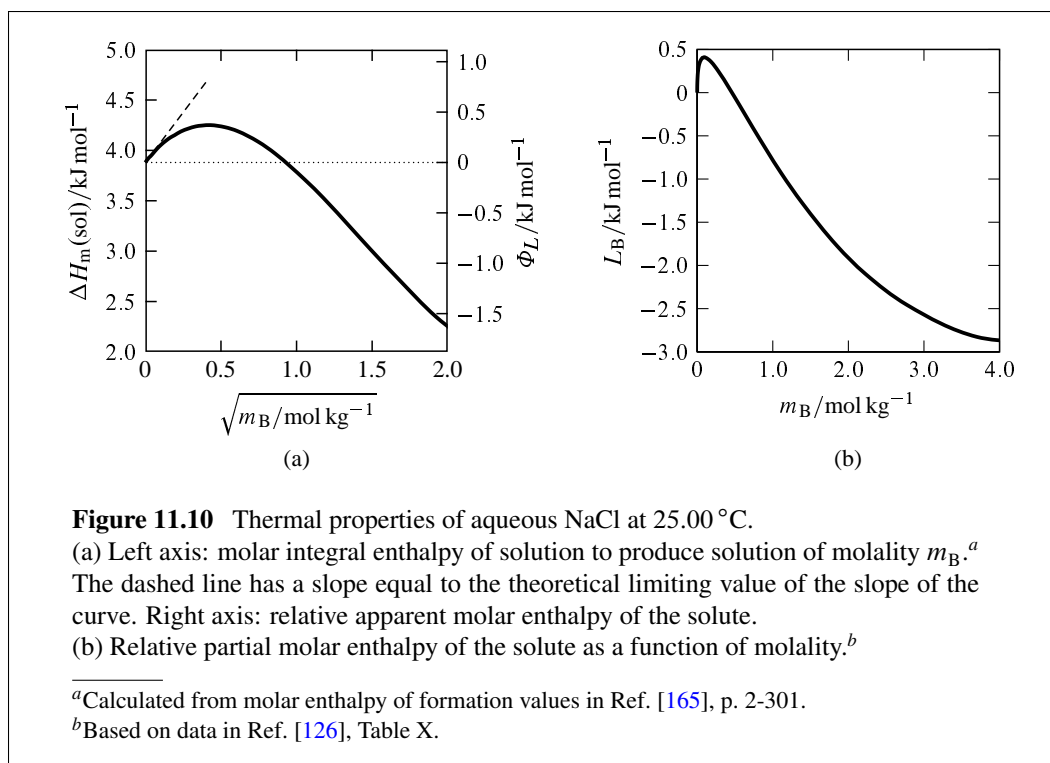 5.0
4.5
4.0
3.5
3.0
2.5
2.0
ΔH_m(sol)/kJ mol⁻¹
0 0.5 1.0 1.5 2.0
√(m_B/mol kg⁻¹)
1.0
0.5
0
−0.5
−1.0
−1.5
Φ_L/kJ mol⁻¹
(a)
0.5
0
−0.5
−1.0
−1.5
−2.0
−2.5
−3.0
L_B/kJ mol⁻¹
0 1.0 2.0 3.0 4.0
m_B/mol kg⁻¹
(b)
Figure 11.10 Thermal properties of aqueous NaCl at 25.00 °C.
(a) Left axis: molar integral enthalpy of solution to produce solution of molality m_B.ᵃ
The dashed line has a slope equal to the theoretical limiting value of the slope of the
curve. Right axis: relative apparent molar enthalpy of the solute.
(b) Relative partial molar enthalpy of the solute as a function of molality.ᵇ
ᵃCalculated from molar enthalpy of formation values in Ref. [165], p. 2-301.
ᵇBased on data in Ref. [126], Table X.